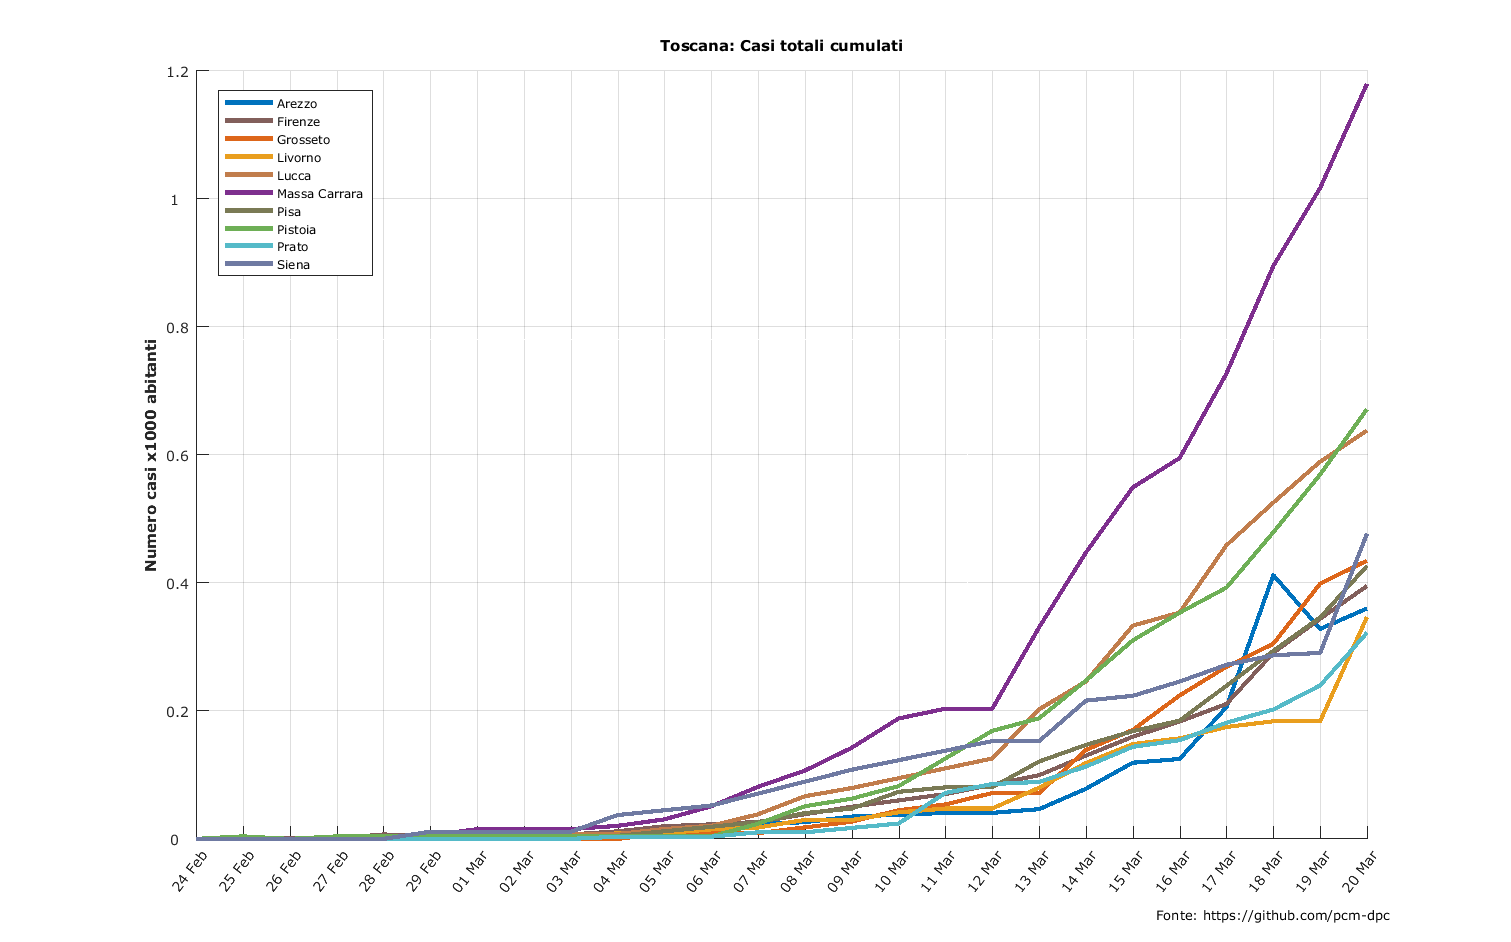 Toscana: Casi totali cumulati
1.2
1
0.8
0.6
0.4
0.2
0
Numero casi x1000 abitanti
Arezzo
Firenze
Grosseto
Livorno
Lucca
Massa Carrara
Pisa
Pistoia
Prato
Siena
24 Feb
25 Feb
26 Feb
27 Feb
28 Feb
29 Feb
01 Mar
02 Mar
03 Mar
04 Mar
05 Mar
06 Mar
07 Mar
08 Mar
09 Mar
10 Mar
11 Mar
12 Mar
13 Mar
14 Mar
15 Mar
16 Mar
17 Mar
18 Mar
19 Mar
20 Mar
Fonte: https://github.com/pcm-dpc